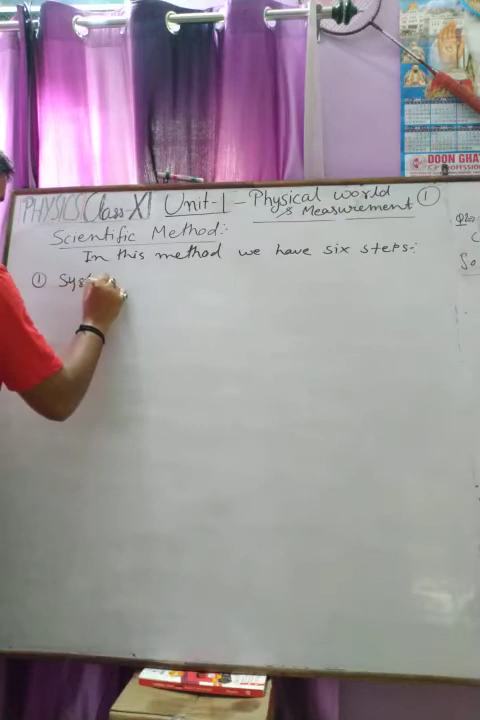 PHYSICS Class XI Unit-1- Physical world ①
& Measurement
Scientific Method:-
In this method we have six steps:-
① Sys
DOON GHA